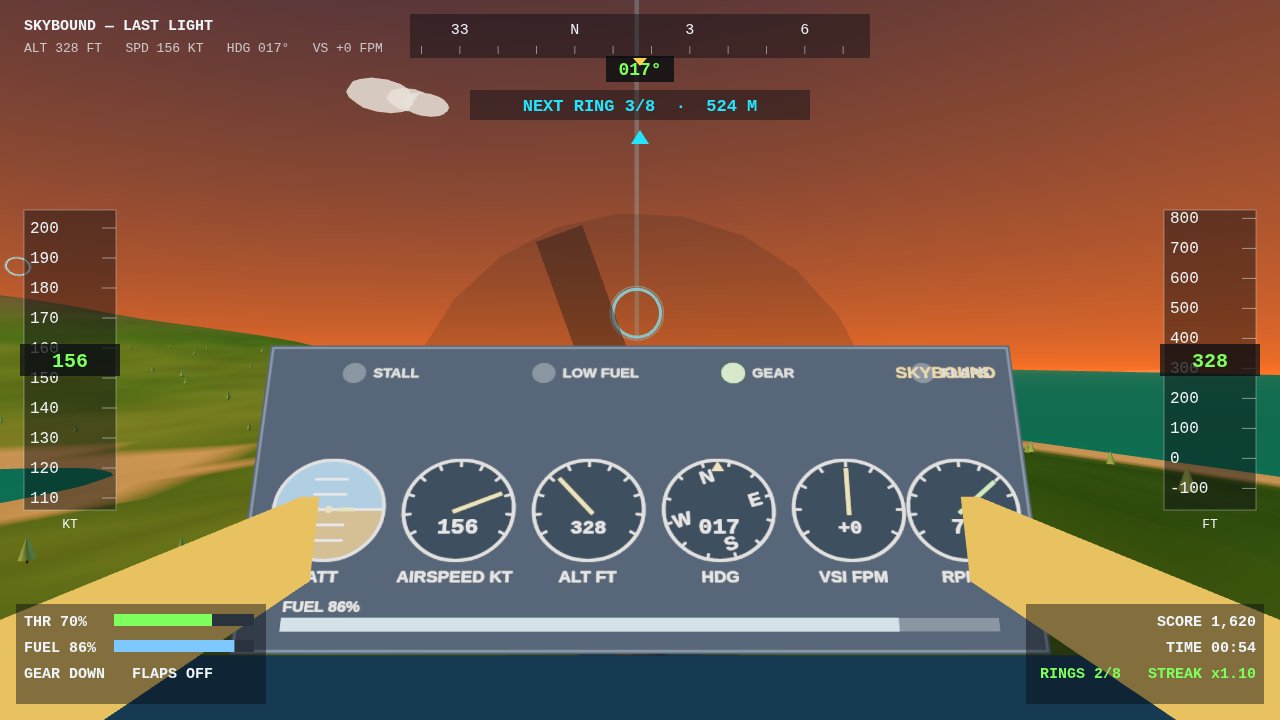 SKYBOUND — LAST LIGHT
ALT 328 FT SPD 156 KT HDG 017° VS +0 FPM
33 N 3 6
017°
NEXT RING 3/8 · 524 M
200
190
180
170
160
156
150
140
130
120
110
KT
800
700
600
500
400
328
300
200
100
0
-100
FT
STALL
LOW FUEL
GEAR
SKYBOUND
156
328
N E S W
017
+0
ATT
AIRSPEED KT
ALT FT
HDG
VSI FPM
FUEL 86%
THR 70%
FUEL 86%
GEAR DOWN FLAPS OFF
SCORE 1,620
TIME 00:54
RINGS 2/8 STREAK x1.10